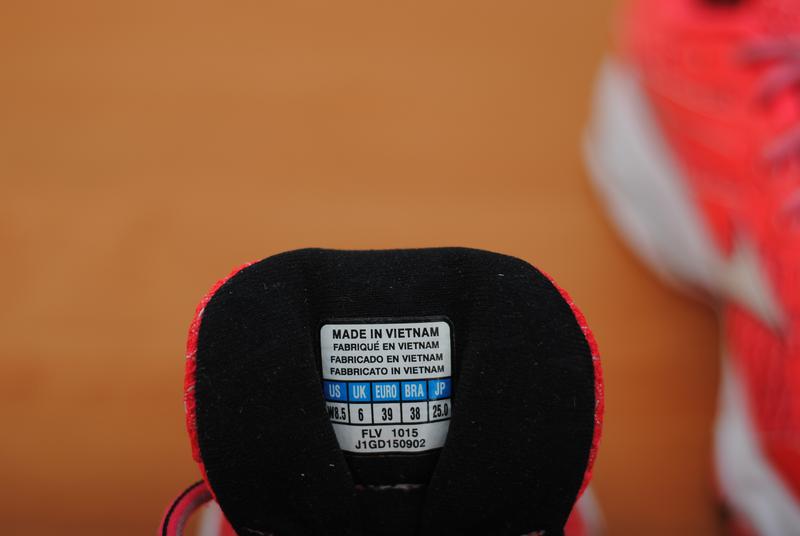 MADE IN VIETNAM
FABRIQUÉ EN VIETNAM
FABRICADO EN VIETNAM
FABBRICATO IN VIETNAM
US UK EURO BRA JP
W8.5 6 39 38 25.0
FLV 1015
J1GD150902